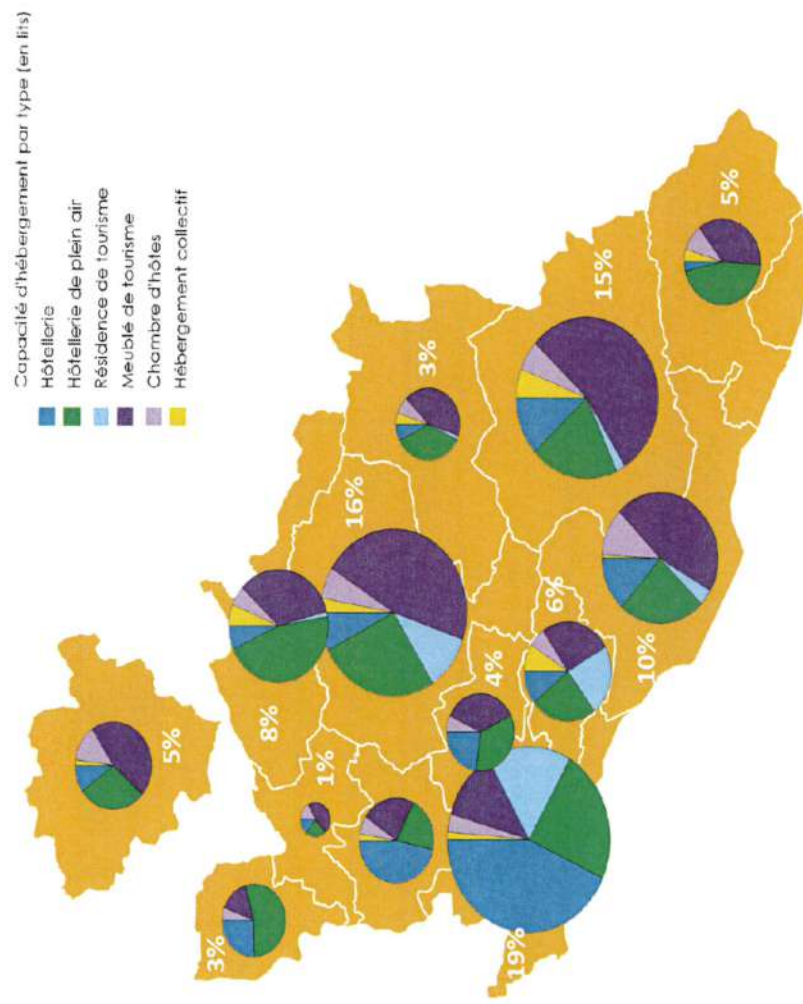 Capacité d'hébergement par type (en lits)
Hôtellerie
Hôtellerie de plein air
Résidence de tourisme
Meublé de tourisme
Chambre d'hôtes
Hébergement collectif
5%
8%
1%
3%
16%
3%
4%
6%
19%
10%
15%
5%